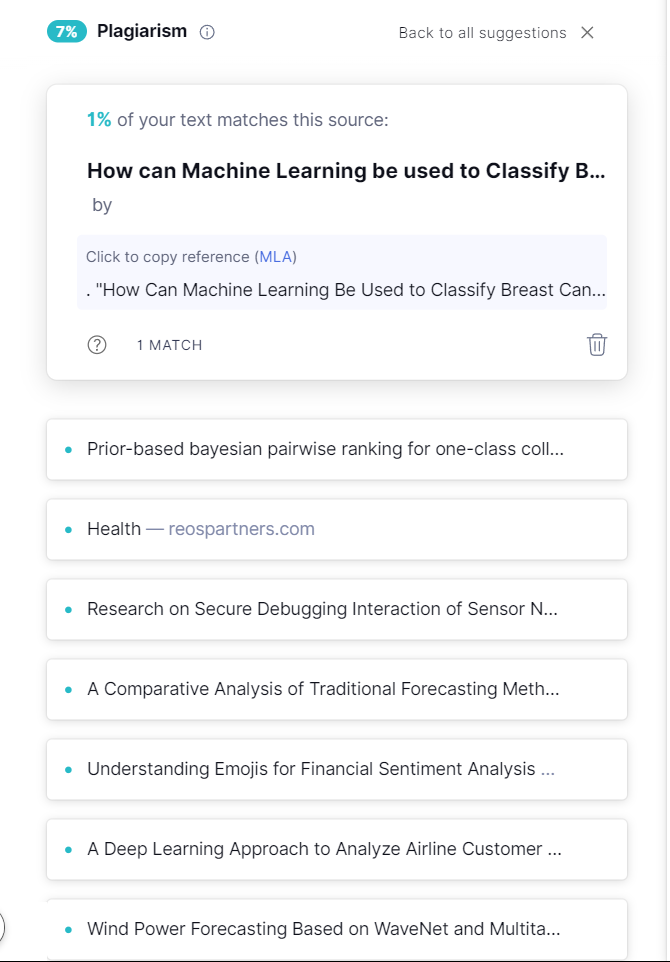 7% Plagiarism
Back to all suggestions
1% of your text matches this source:
How can Machine Learning be used to Classify B...
by
Click to copy reference (MLA)
. "How Can Machine Learning Be Used to Classify Breast Can...
1 MATCH
Prior-based bayesian pairwise ranking for one-class coll...
Health — reospartners.com
Research on Secure Debugging Interaction of Sensor N...
A Comparative Analysis of Traditional Forecasting Meth...
Understanding Emojis for Financial Sentiment Analysis ...
A Deep Learning Approach to Analyze Airline Customer ...
Wind Power Forecasting Based on WaveNet and Multita...